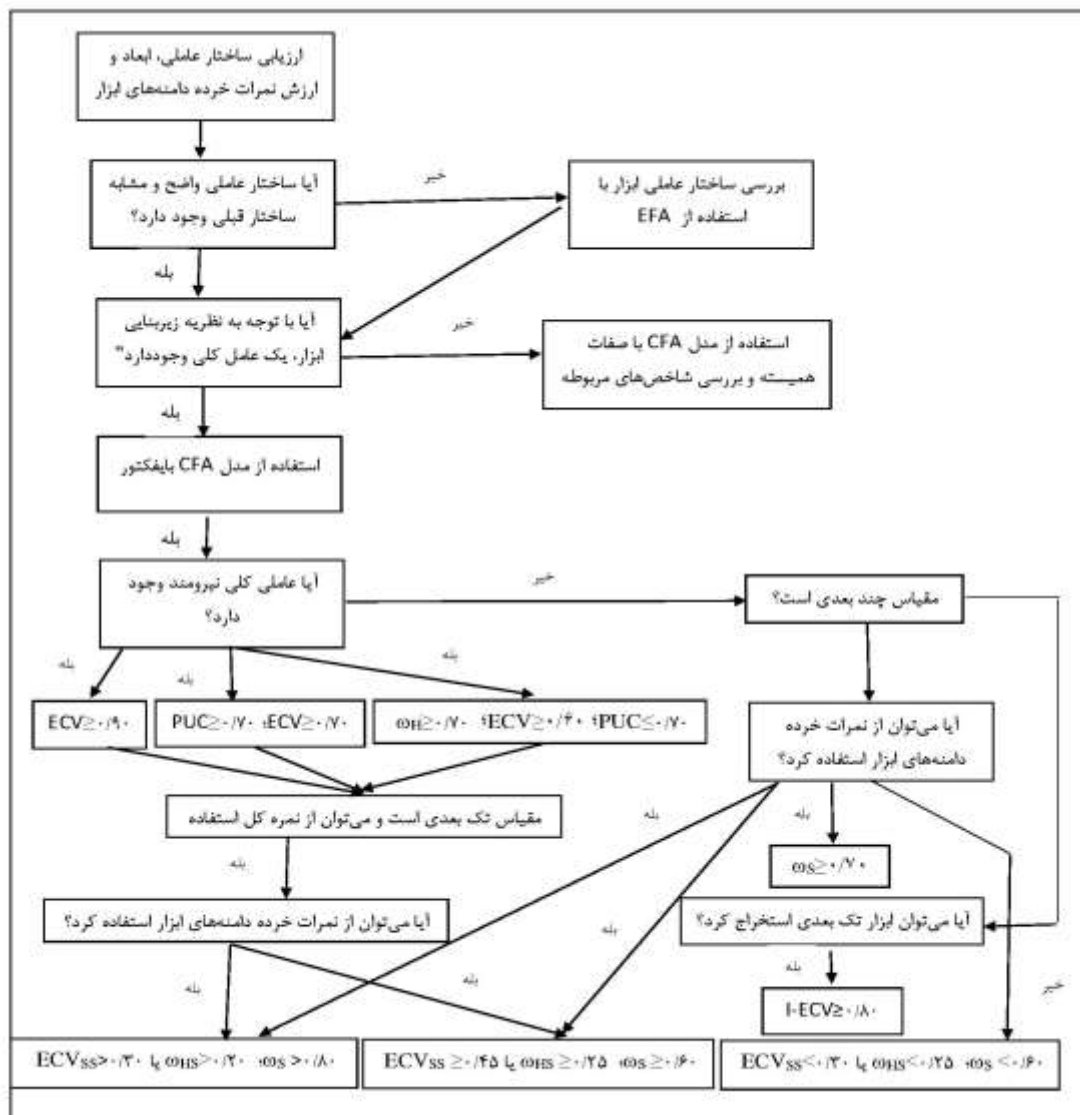 ارزیابی ساختار عاملی، ابعاد و
ارزش نمرات خرده دامنه‌های ابزار
آیا ساختار عاملی واضح و مشابه
ساختار قبلی وجود دارد؟
خیر
بررسی ساختار عاملی ابزار با
استفاده از EFA
بله
آیا با توجه به نظریه زیربنایی
ابزار، یک عامل کلی وجوددارد"
خیر
استفاده از مدل CFA با صفات
همبسته و بررسی شاخص‌های مربوطه
بله
استفاده از مدل CFA بایفکتور
بله
آیا عاملی کلی نیرومند وجود
دارد؟
خیر
مقیاس چند بعدی است؟
بله
بله
بله
ECV≥۰/۹۰
PUC≥۰/۷۰ ؛ECV≥۰/۷۰
ωH≥۰/۷۰ ؛ECV≥۰/۶۰ ؛PUC≤۰/۷۰
آیا می‌توان از نمرات خرده
دامنه‌های ابزار استفاده کرد؟
مقیاس تک بعدی است و می‌توان از نمره کل استفاده
بله
بله
بله
ωS≥۰/۷۰
آیا می‌توان از نمرات خرده دامنه‌های ابزار استفاده کرد؟
آیا می‌توان ابزار تک بعدی استخراج کرد؟
بله
بله
بله
بله
خیر
I-ECV≥۰/۸۰
ECVSS>۰/۳۰ یا ωHS>۰/۲۰ ،ωS >۰/۸۰
ECVSS ≥۰/۴۵ یا ωHS ≥۰/۲۵ ،ωS ≥۰/۶۰
ECVSS<۰/۳۰ یا ωHS<۰/۲۵ ،ωS <۰/۶۰